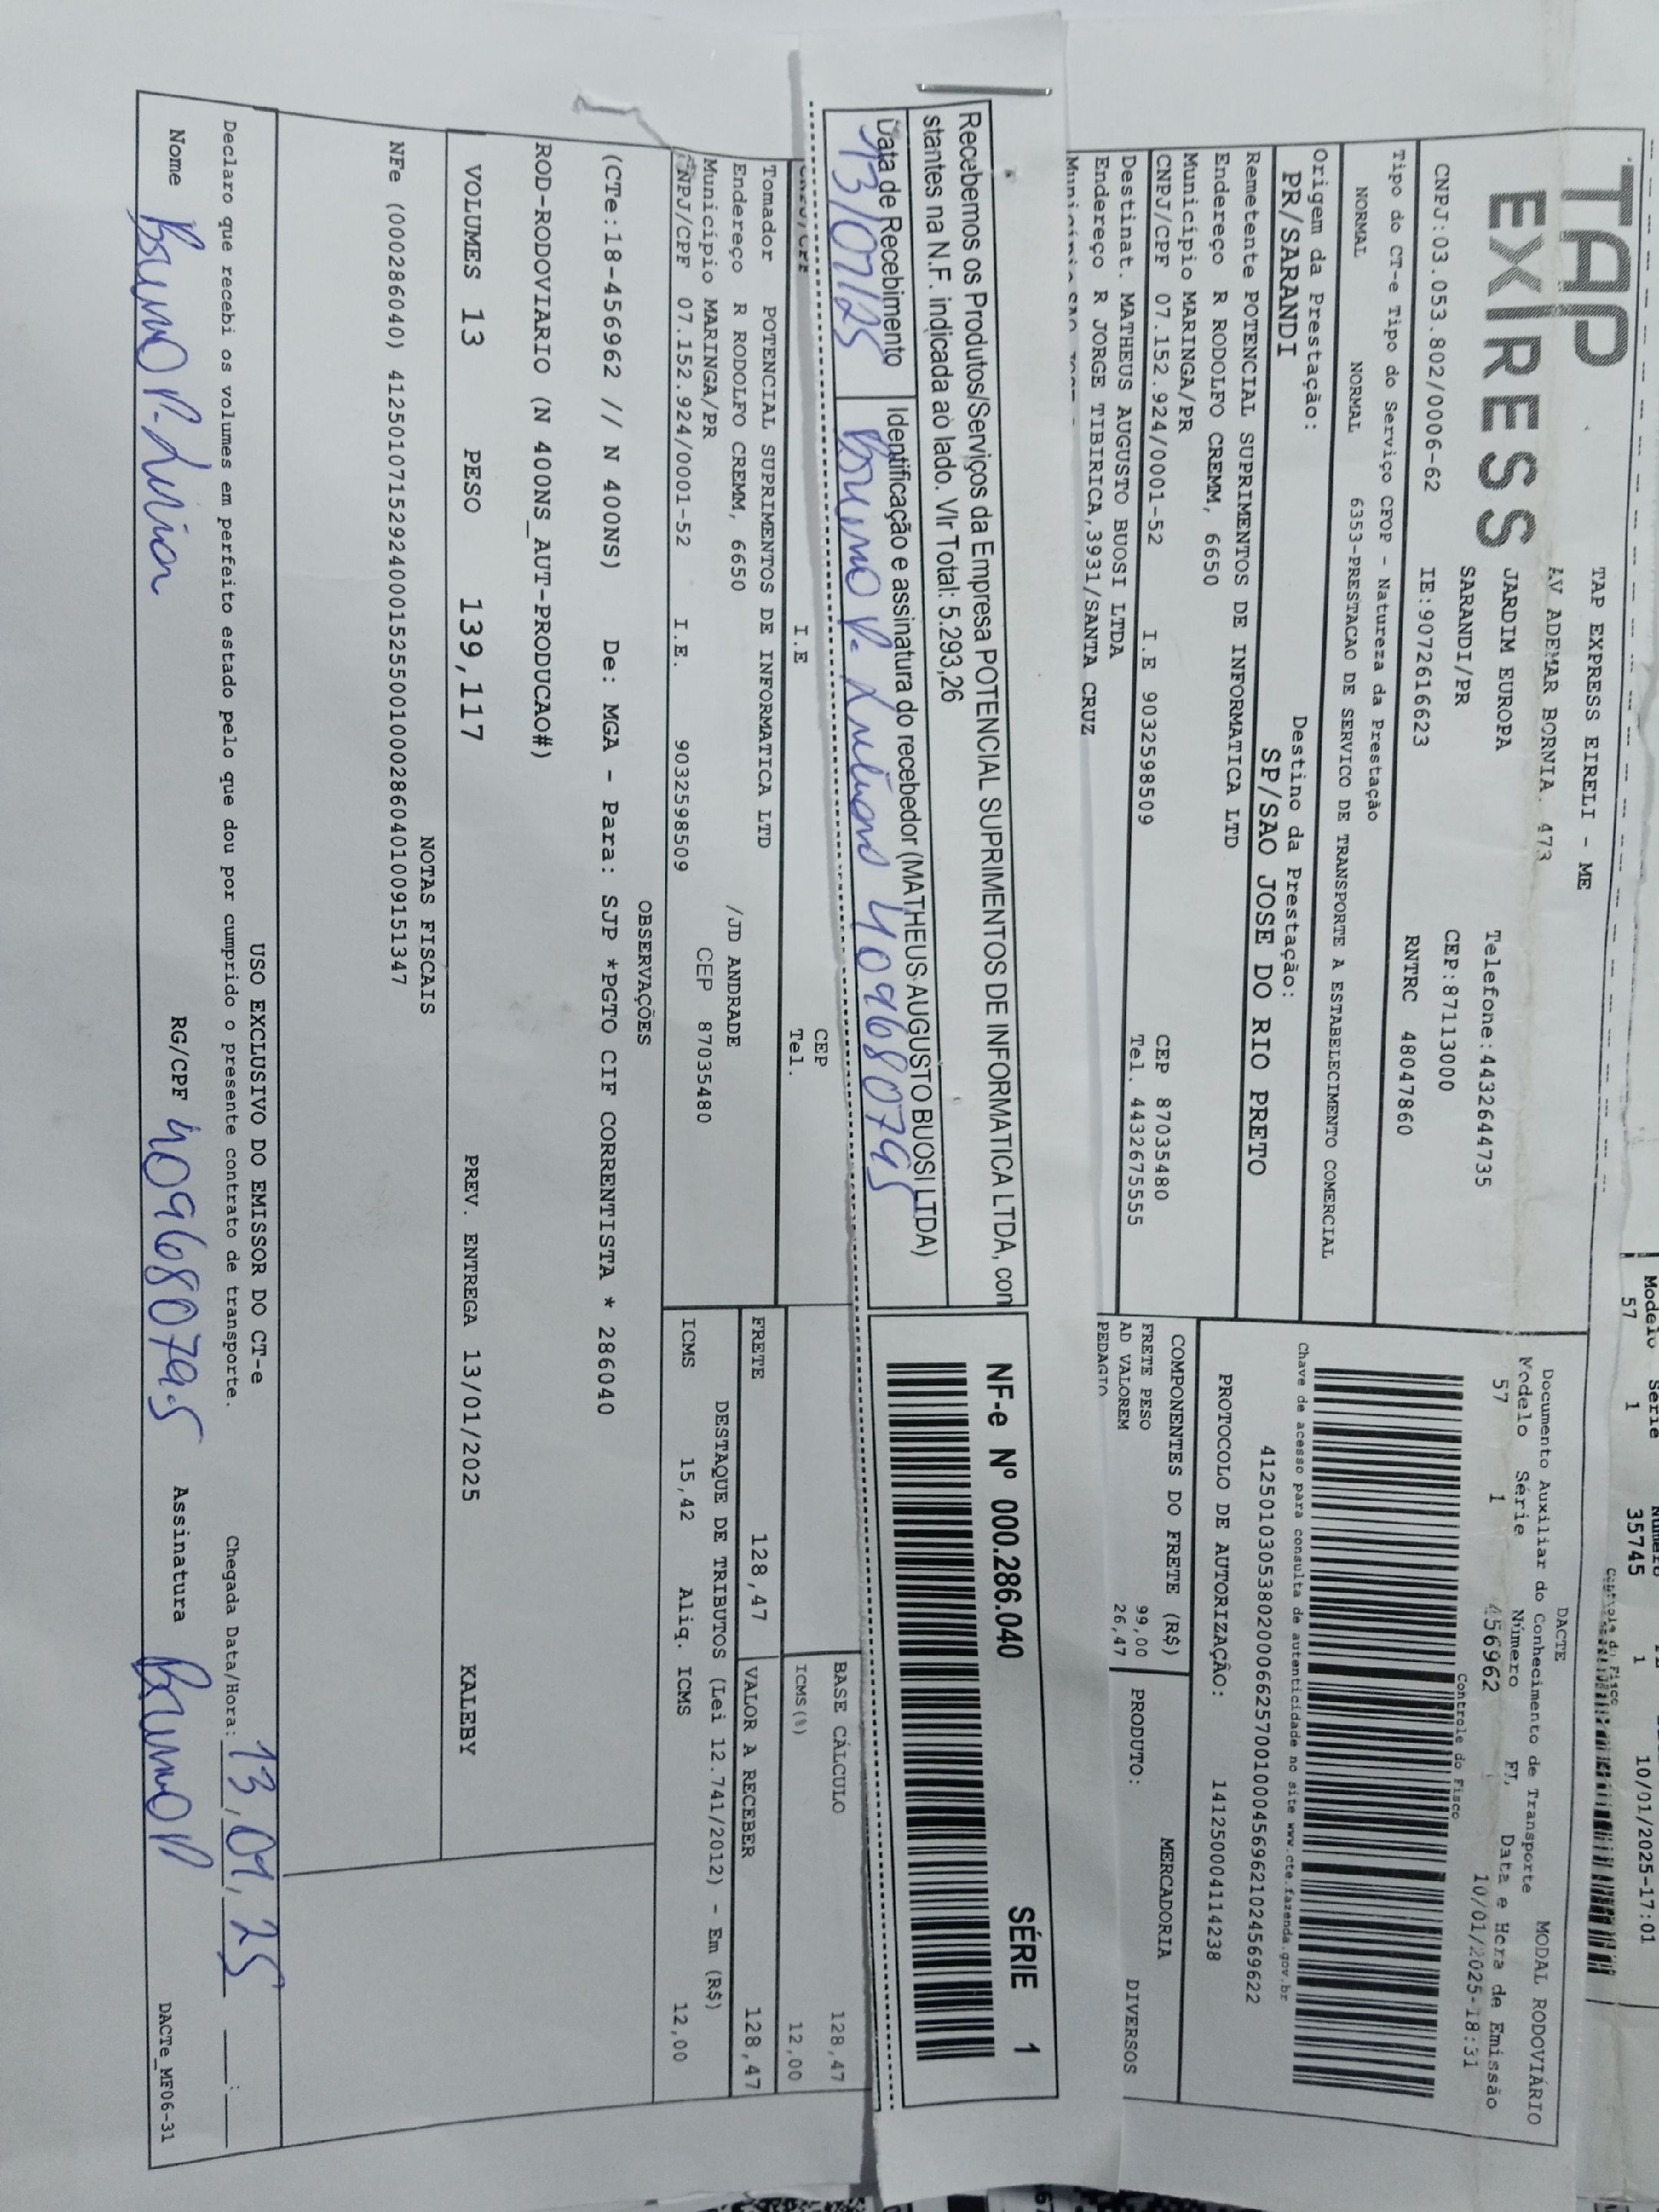 Modelo Série
57 1 35745 1 10/01/2025-17:01
TAP
EXPRESS
TAP EXPRESS EIRELI - ME
AV ADEMAR BORNIA, 473
JARDIM EUROPA Telefone:4432644735
SARANDI/PR CEP:87113000
CNPJ:03.053.802/0006-62 IE:9072616623 RNTRC 48047860
DACTE MODAL RODOVIÁRIO
Documento Auxiliar do Conhecimento de Transporte
Modelo Série Número FL Data e Hora de Emissão
57 1 456962 10/01/2025-18:31
Controle do Fisco
Tipo do CT-e Tipo do Serviço CFOP - Natureza da Prestação
NORMAL NORMAL 6353-PRESTACAO DE SERVICO DE TRANSPORTE A ESTABELECIMENTO COMERCIAL
Origem da Prestação: Destino da Prestação:
PR/SARANDI SP/SAO JOSE DO RIO PRETO
Chave de acesso para consulta de autenticidade no site www.cte.fazenda.gov.br
41250103053802000662570010004569621024569622
PROTOCOLO DE AUTORIZAÇÃO: 141250004114238
Remetente POTENCIAL SUPRIMENTOS DE INFORMATICA LTD
Endereço R RODOLFO CREMM, 6650
Município MARINGA/PR CEP 87035480
CNPJ/CPF 07.152.924/0001-52 I.E 9032598509 Tel. 4432675555
Destinat. MATHEUS AUGUSTO BUOSI LTDA
Endereço R JORGE TIBIRICA,3931/SANTA CRUZ
COMPONENTES DO FRETE (R$) MERCADORIA
FRETE PESO 99,00
AD VALOREM 26,47 PRODUTO: DIVERSOS
PEDAGIO
Recebemos os Produtos/Serviços da Empresa POTENCIAL SUPRIMENTOS DE INFORMATICA LTDA, con
stantes na N.F. indicada ao lado. Vlr Total: 5.293,26
Data de Recebimento Identificação e assinatura do recebedor (MATHEUS AUGUSTO BUOSI LTDA)
13/01/25 Bruno P. 409680795
NF-e Nº 000.286.040 SÉRIE 1
I.E CEP
Tel.
BASE CÁLCULO 128,47
ICMS(%) 12,00
Tomador POTENCIAL SUPRIMENTOS DE INFORMATICA LTD
Endereço R RODOLFO CREMM, 6650 /JD ANDRADE
Município MARINGA/PR CEP 87035480
CNPJ/CPF 07.152.924/0001-52 I.E. 9032598509
FRETE 128,47 VALOR A RECEBER 128,47
DESTAQUE DE TRIBUTOS (Lei 12.741/2012) - Em (R$)
ICMS 15,42 Aliq. ICMS 12,00
OBSERVAÇÕES
(CTe:18-456962 // N 400NS) De: MGA - Para: SJP *PGTO CIF CORRENTISTA * 286040
ROD-RODOVIARIO (N 400NS_AUT-PRODUCAO#)
VOLUMES 13 PESO 139,117 PREV. ENTREGA 13/01/2025 KALEBY
NOTAS FISCAIS
NFe (000286040) 41250107152924000152550010002860401009151347
USO EXCLUSIVO DO EMISSOR DO CT-e
Declaro que recebi os volumes em perfeito estado pelo que dou por cumprido o presente contrato de transporte. Chegada Data/Hora: 13/01/25 __:__
Nome Bruno P. RG/CPF 40968079-5 Assinatura Bruno P
DACTe_MF06-31